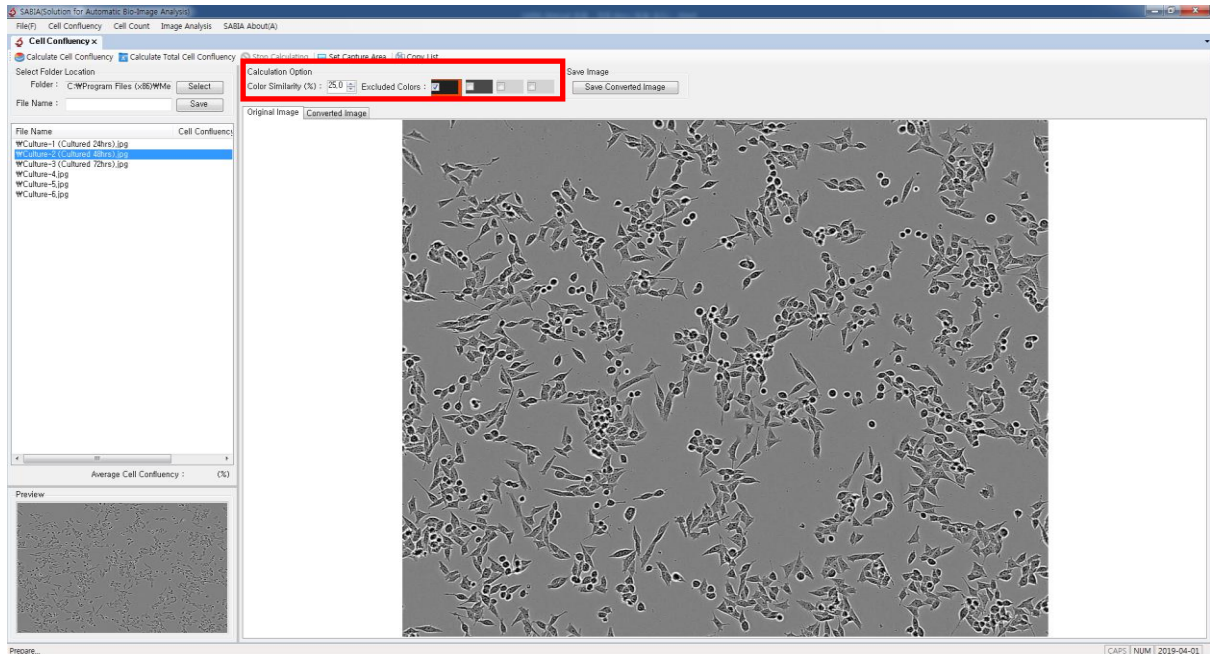 SABIA(Solution for Automatic Bio-Image Analysis)
File(F) Cell Confluency Cell Count Image Analysis SABIA About(A)
Cell Confluency x
Calculate Cell Confluency Calculate Total Cell Confluency Stop Calculating Set Capture Area Copy List
Select Folder Location
Folder : C:₩Program Files (x86)₩Me Select
File Name : Save
Calculation Option
Color Similarity (%) : 25,0 Excluded Colors :
Save Image
Save Converted Image
Original Image Converted Image
File Name Cell Confluency
₩Culture-1 (Cultured 24hrs).jpg
₩Culture-2 (Cultured 48hrs).jpg
₩Culture-3 (Cultured 72hrs).jpg
₩Culture-4.jpg
₩Culture-5.jpg
₩Culture-6.jpg
Average Cell Confluency : (%)
Preview
Prepare...
CAPS NUM 2019-04-01